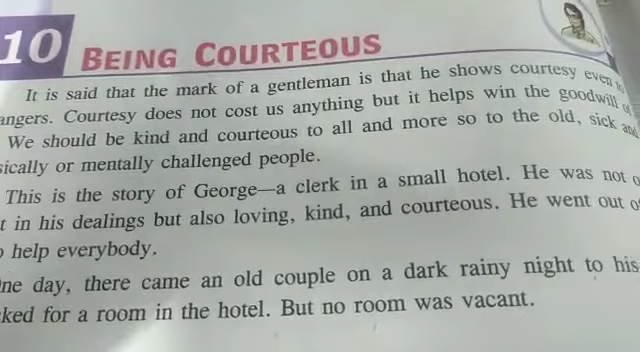 10 BEING COURTEOUS
It is said that the mark of a gentleman is that he shows courtesy even to
angers. Courtesy does not cost us anything but it helps win the goodwill of
We should be kind and courteous to all and more so to the old, sick and
sically or mentally challenged people.
This is the story of George—a clerk in a small hotel. He was not
t in his dealings but also loving, kind, and courteous. He went out of
help everybody.
ne day, there came an old couple on a dark rainy night to his
ked for a room in the hotel. But no room was vacant.